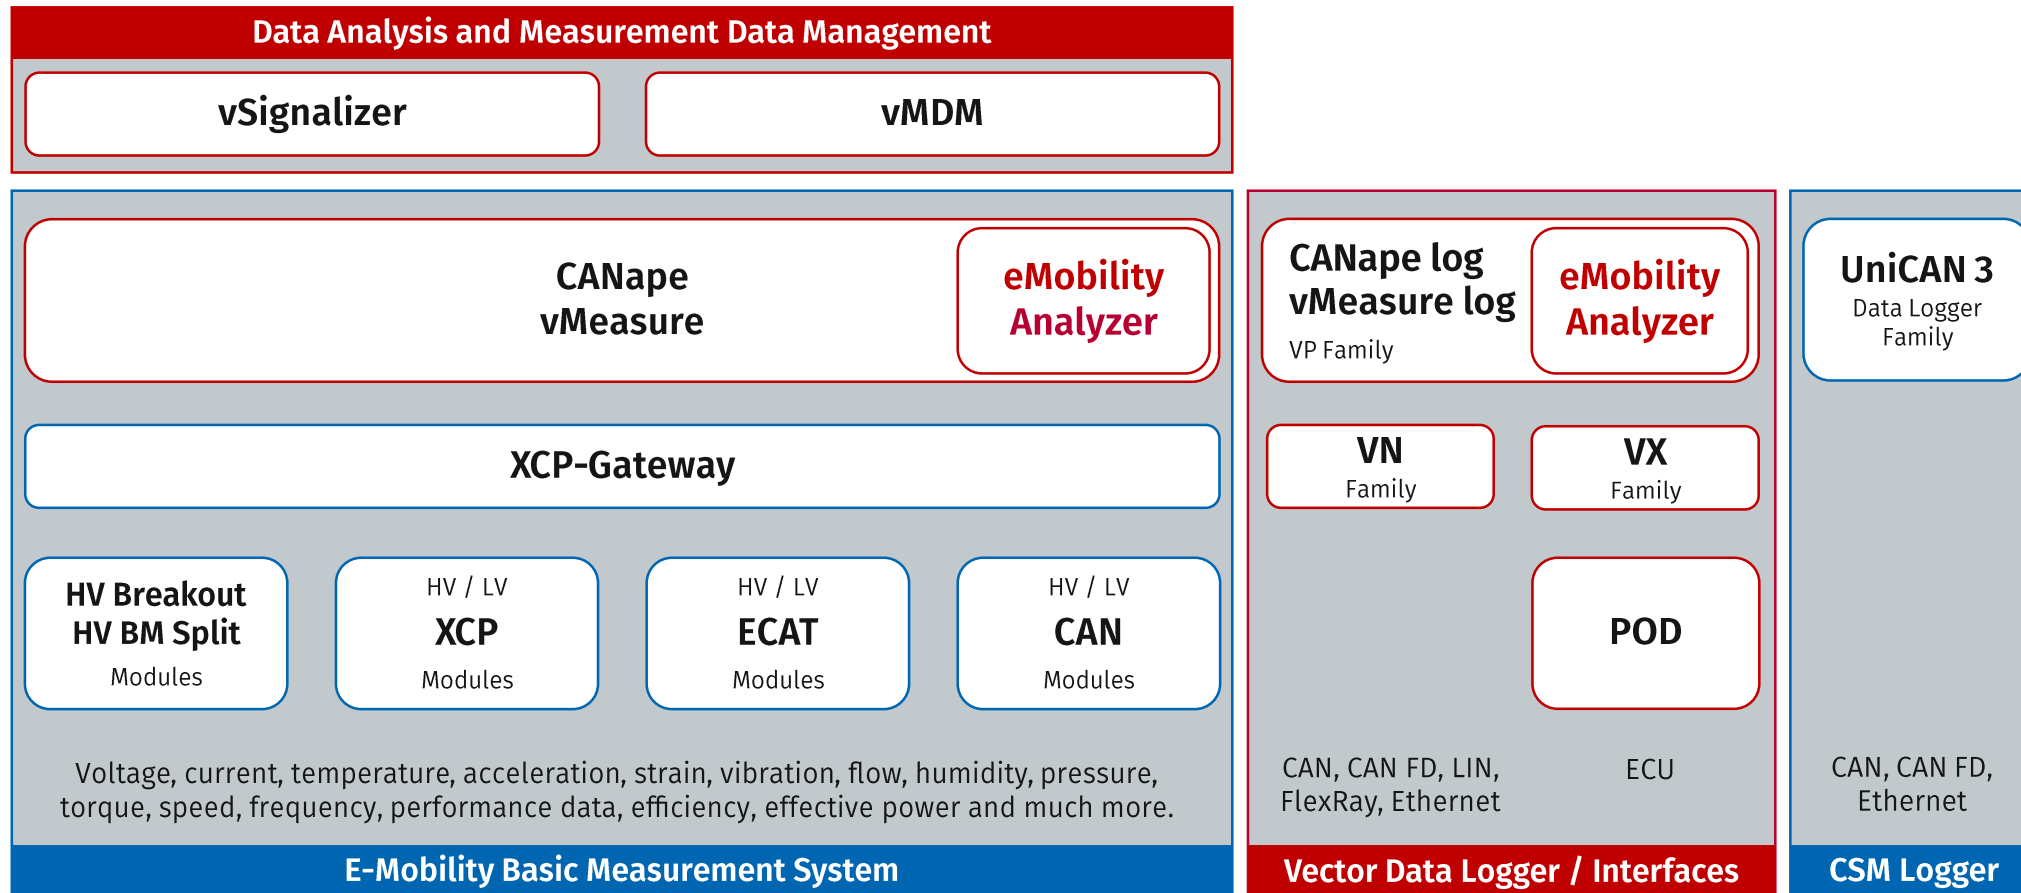 Data Analysis and Measurement Data Management
vSignalizer
vMDM
CANape
vMeasure
eMobility
Analyzer
XCP-Gateway
HV Breakout
HV BM Split
Modules
HV / LV
XCP
Modules
HV / LV
ECAT
Modules
HV / LV
CAN
Modules
Voltage, current, temperature, acceleration, strain, vibration, flow, humidity, pressure,
torque, speed, frequency, performance data, efficiency, effective power and much more.
E-Mobility Basic Measurement System
CANape log
vMeasure log
VP Family
eMobility
Analyzer
VN
Family
VX
Family
POD
CAN, CAN FD, LIN,
FlexRay, Ethernet
ECU
Vector Data Logger / Interfaces
UniCAN 3
Data Logger
Family
CAN, CAN FD,
Ethernet
CSM Logger